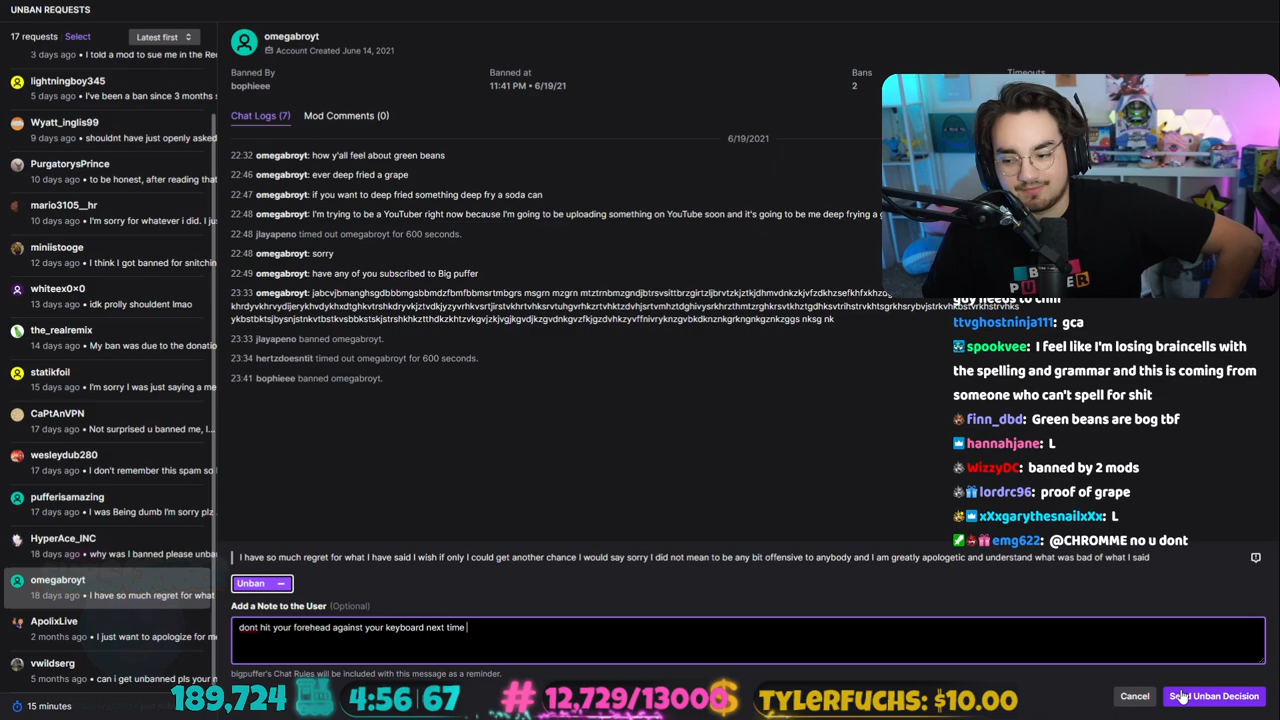 UNBAN REQUESTS
17 requests Select Latest first
3 days ago • I told a mod to sue me in the Re
lightningboy345
5 days ago • I've been a ban since 3 months
Wyatt_inglis99
9 days ago • shouldnt have just openly asked
PurgatorysPrince
10 days ago • to be honest, after reading that
mario3105__hr
10 days ago • I'm sorry for whatever i did. I jus
miniistooge
12 days ago • I think I got banned for snitchin
whiteex0x0
13 days ago • idk prolly shouldent lmao
the_realremix
14 days ago • My ban was due to the donatio
statikfoil
15 days ago • I'm sorry I was just saying a me
CaPtAnVPN
17 days ago • Not surprised u banned me, I...
wesleydub280
17 days ago • I don't remember this spam so
pufferisamazing
17 days ago • I was Being dumb I'm sorry plz
HyperAce_INC
18 days ago • why was I banned please unba
omegabroyt
18 days ago • I have so much regret for what
ApolixLive
2 months ago • I just want to apologize for me
vwildserg
5 months ago • can i get unbanned pls your m
15 minutes
omegabroyt
Account Created June 14, 2021
Banned By Banned at Bans Timeouts
bophieee 11:41 PM • 6/19/21 2
Chat Logs (7) Mod Comments (0)
6/19/2021
22:32 omegabroyt: how y'all feel about green beans
22:46 omegabroyt: ever deep fried a grape
22:47 omegabroyt: if you want to deep fried something deep fry a soda can
22:48 omegabroyt: I'm trying to be a YouTuber right now because I'm going to be uploading something on YouTube soon and it's going to be me deep frying a g
22:48 jlayapeno timed out omegabroyt for 600 seconds.
22:48 omegabroyt: sorry
22:49 omegabroyt: have any of you subscribed to Big puffer
23:33 omegabroyt:
23:33 jlayapeno banned omegabroyt.
23:34 hertzdoesntit timed out omegabroyt for 600 seconds.
23:41 bophieee banned omegabroyt.
guy needs to chill
ttvghostninja111: gca
spookvee: I feel like I'm losing braincells with
the spelling and grammar and this is coming from
someone who can't spell for shit
finn_dbd: Green beans are bog tbf
hannahjane: L
WizzyDC: banned by 2 mods
lordrc96: proof of grape
xXxgarythesnailxXx: L
emg622: @CHROMME no u dont
I have so much regret for what I have said I wish if only I could get another chance I would say sorry I did not mean to be any bit offensive to anybody and I am greatly apologetic and understand what was bad of what I said
Unban
Add a Note to the User (Optional)
dont hit your forehead against your keyboard next time
bigpuffer's Chat Rules will be included with this message as a reminder.
Cancel Send Unban Decision
189,724 4:56|67 # 12,729/13000 $ TYLERFUCHS: $10.00